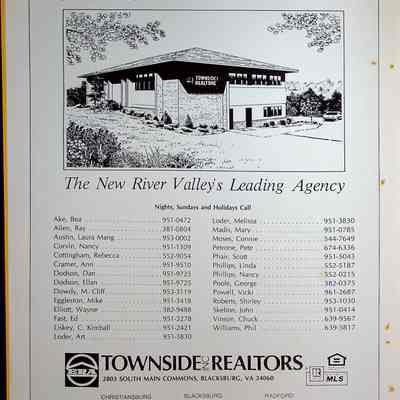 TOWNSIDE
REALTORS
The New River Valley's Leading Agency
Nights, Sundays and Holidays Call
Ake, Bea 951-0472
Allen, Ray 381-0804
Austin, Laura Mang 953-0002
Corvin, Nancy 951-1309
Cottingham, Rebecca 552-9054
Cramer, Ann 951-9510
Dodson, Dan 951-9725
Dodson, Ellan 951-9725
Dowdy, M. Cliff 953-3119
Eggleston, Mike 951-3418
Elliott, Wayne 382-9488
Fast, Ed 951-2278
Liskey, C. Kimball 951-2421
Loder, Art 951-3830
Loder, Melissa 951-3830
Madis, Mary 951-0785
Moses, Connie 544-7649
Petrone, Pete 674-6336
Phair, Scott 951-5043
Phillips, Linda 552-5187
Phillips, Nancy 552-0215
Poole, George 382-0375
Powell, Vicki 961-2687
Roberts, Shirley 953-1030
Skelton, John 951-0414
Vinson, Chuck 639-9567
Williams, Phil 639-3817
ERA TOWNSIDE INC REALTORS
2803 SOUTH MAIN COMMONS, BLACKSBURG, VA 24060
R MLS
CHRISTIANSBURG BLACKSBURG RADFORD